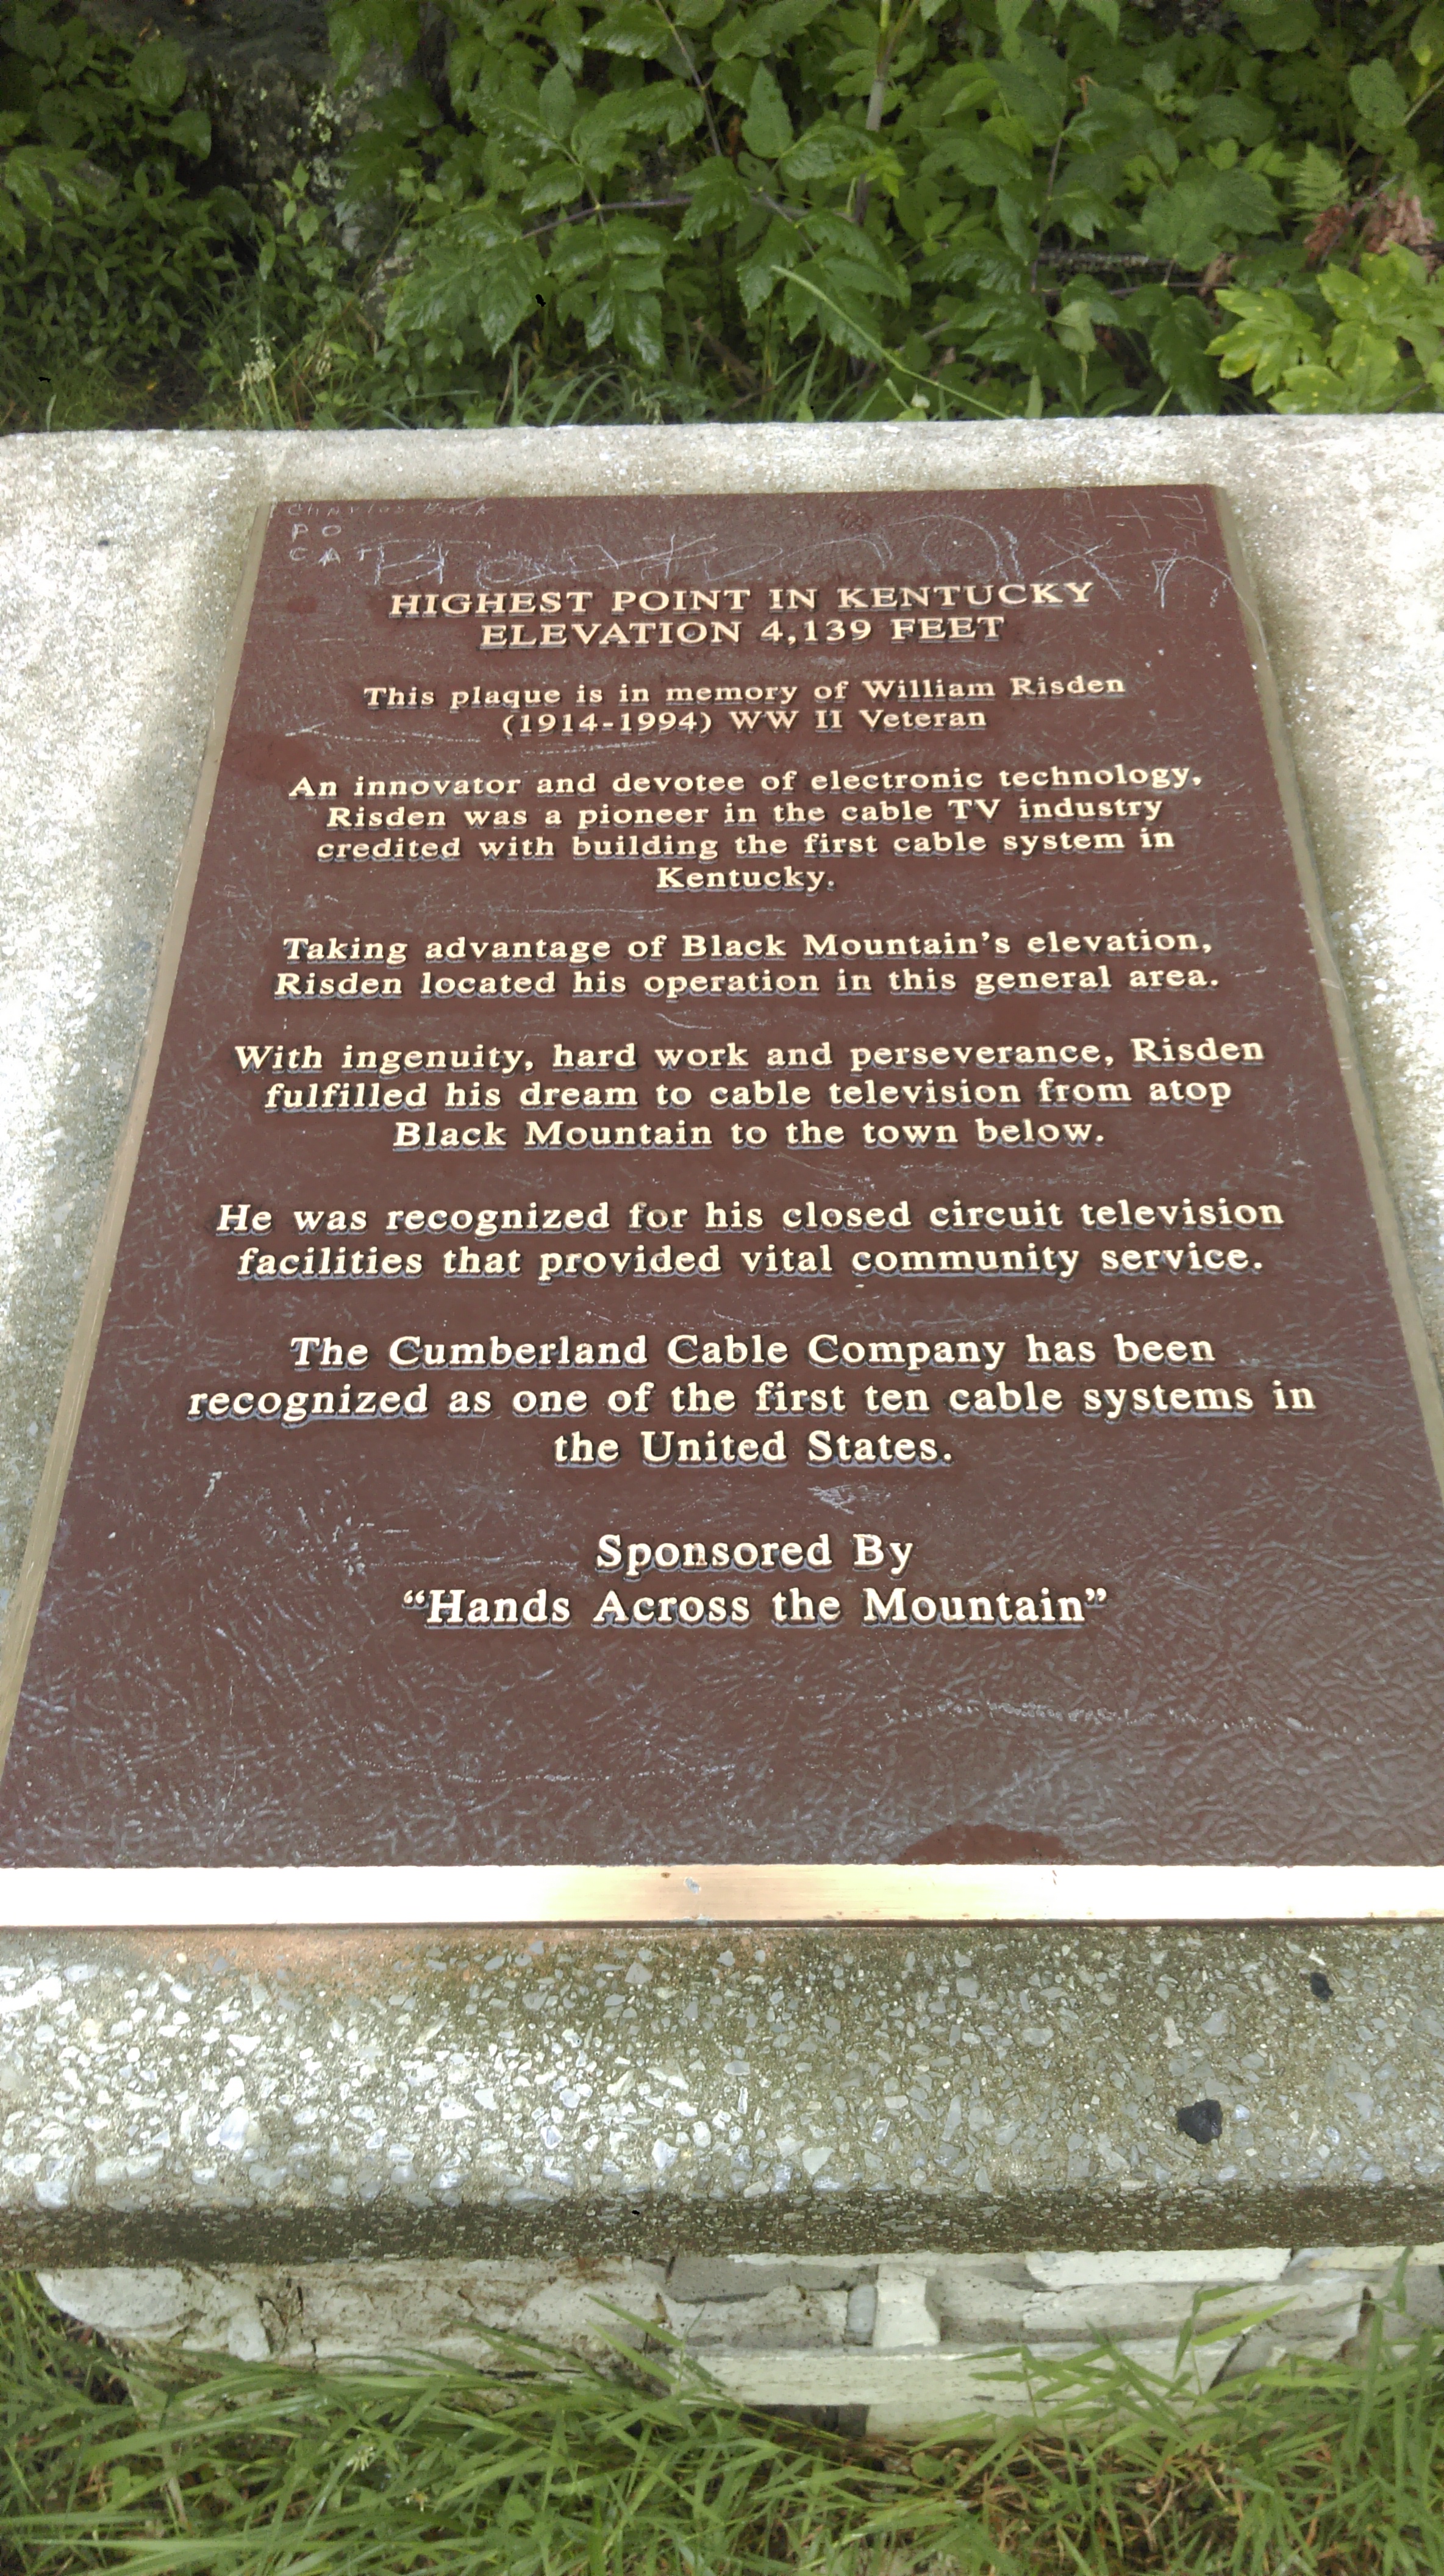 PO
CAT
HIGHEST POINT IN KENTUCKY
ELEVATION 4,139 FEET
This plaque is in memory of William Risden
(1914-1994) WW II Veteran
An innovator and devotee of electronic technology,
Risden was a pioneer in the cable TV industry
credited with building the first cable system in
Kentucky.
Taking advantage of Black Mountain's elevation,
Risden located his operation in this general area.
With ingenuity, hard work and perseverance, Risden
fulfilled his dream to cable television from atop
Black Mountain to the town below.
He was recognized for his closed circuit television
facilities that provided vital community service.
The Cumberland Cable Company has been
recognized as one of the first ten cable systems in
the United States.
Sponsored By
“Hands Across the Mountain”